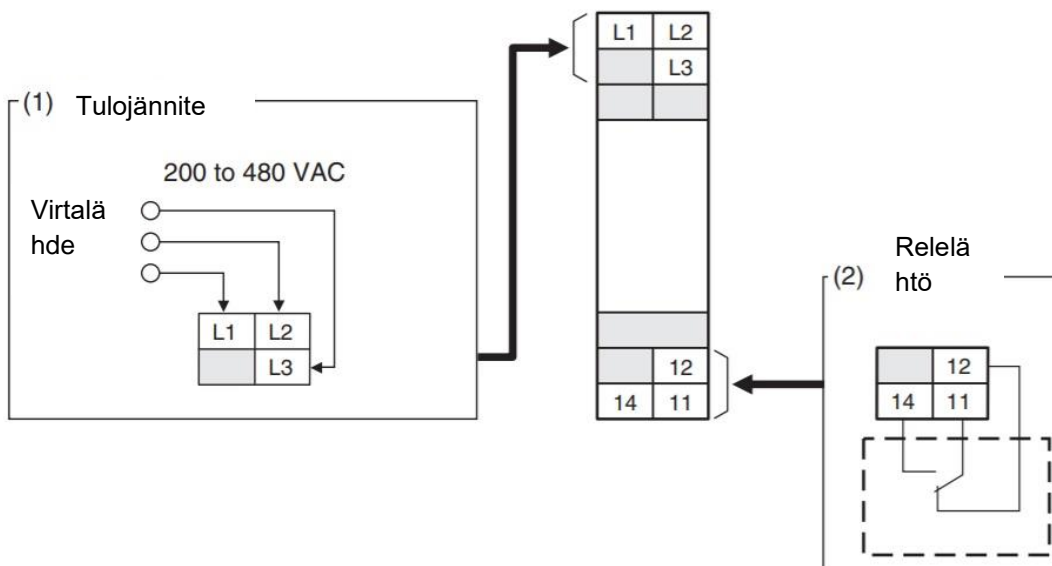 L1 L2
L3
(1) Tulojännite
200 to 480 VAC
Virtalä
hde
L1 L2
L3
12
14 11
(2) Relelä
htö
12
14 11